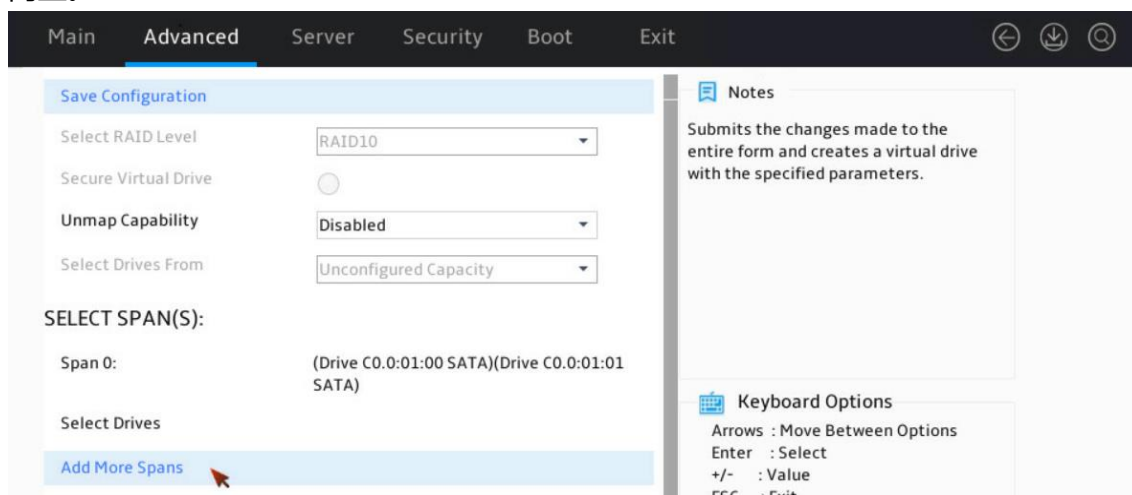 Main Advanced Server Security Boot Exit
Save Configuration
Select RAID Level RAID10
Secure Virtual Drive
Unmap Capability Disabled
Select Drives From Unconfigured Capacity
SELECT SPAN(S):
Span 0: (Drive C0.0:01:00 SATA)(Drive C0.0:01:01
SATA)
Select Drives
Add More Spans
Notes
Submits the changes made to the
entire form and creates a virtual drive
with the specified parameters.
Keyboard Options
Arrows : Move Between Options
Enter : Select
+/- : Value
ESC : Exit